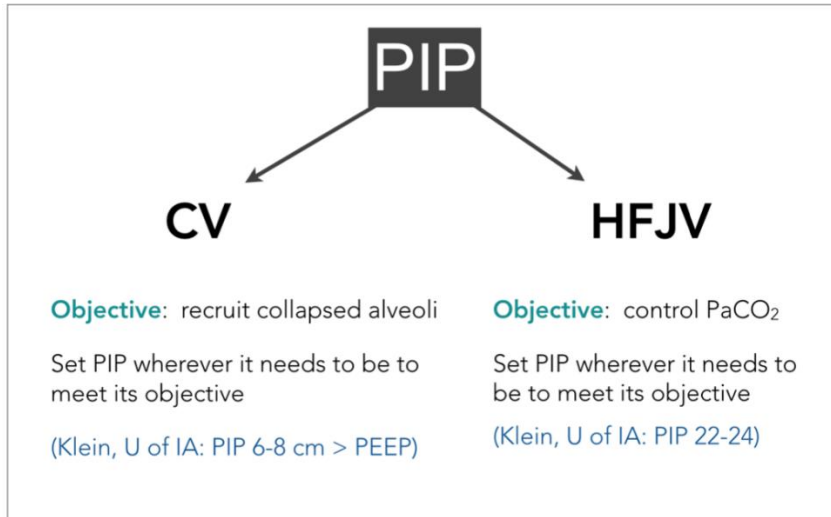 PIP
CV
HFJV
Objective: recruit collapsed alveoli
Set PIP wherever it needs to be to
meet its objective
(Klein, U of IA: PIP 6-8 cm > PEEP)
Objective: control PaCO₂
Set PIP wherever it needs to
be to meet its objective
(Klein, U of IA: PIP 22-24)